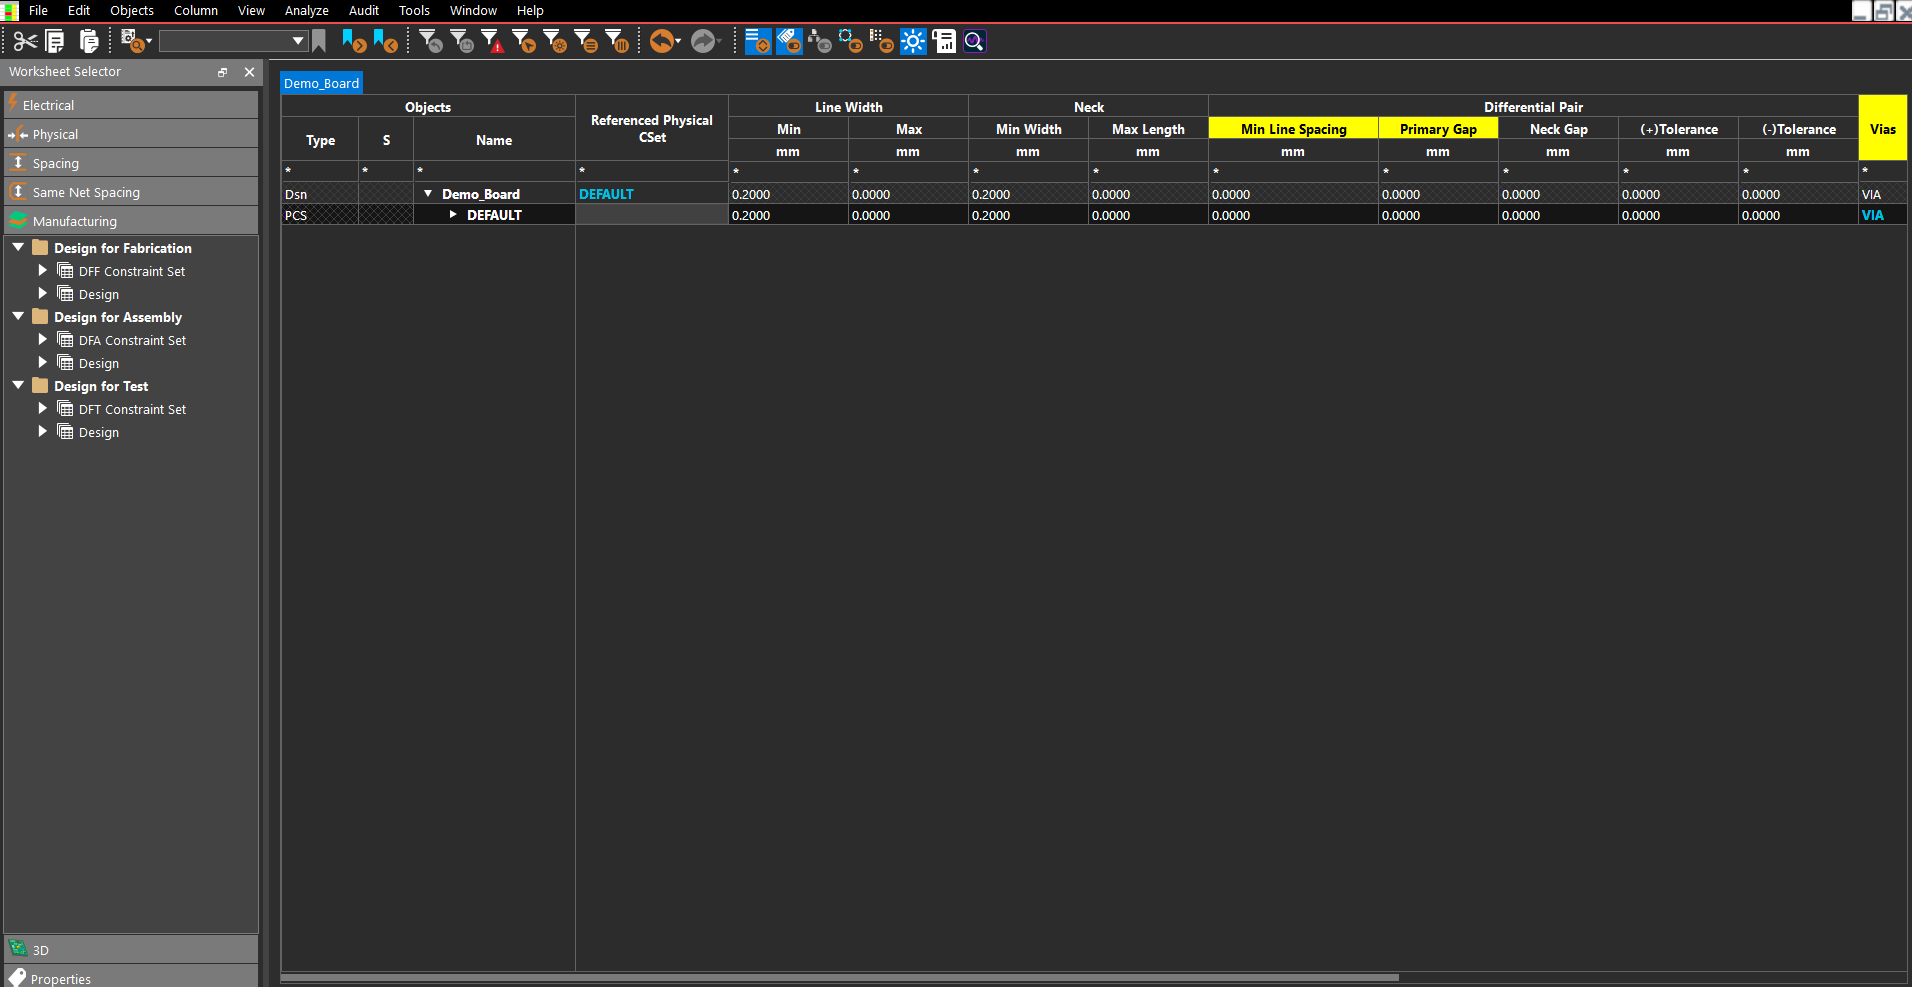 File Edit Objects Column View Analyze Audit Tools Window Help
Worksheet Selector
Electrical
Physical
Spacing
Same Net Spacing
Manufacturing
Design for Fabrication
DFF Constraint Set
Design
Design for Assembly
DFA Constraint Set
Design
Design for Test
DFT Constraint Set
Design
3D
Properties
Demo_Board
Objects Referenced Physical CSet Line Width Neck Differential Pair Vias
Type S Name Min Max Min Width Max Length Min Line Spacing Primary Gap Neck Gap (+)Tolerance (-)Tolerance
mm mm mm mm mm mm mm mm mm
* * * * * * * * * * * * * *
Dsn Demo_Board DEFAULT 0.2000 0.0000 0.2000 0.0000 0.0000 0.0000 0.0000 0.0000 0.0000 VIA
PCS DEFAULT 0.2000 0.0000 0.2000 0.0000 0.0000 0.0000 0.0000 0.0000 0.0000 VIA